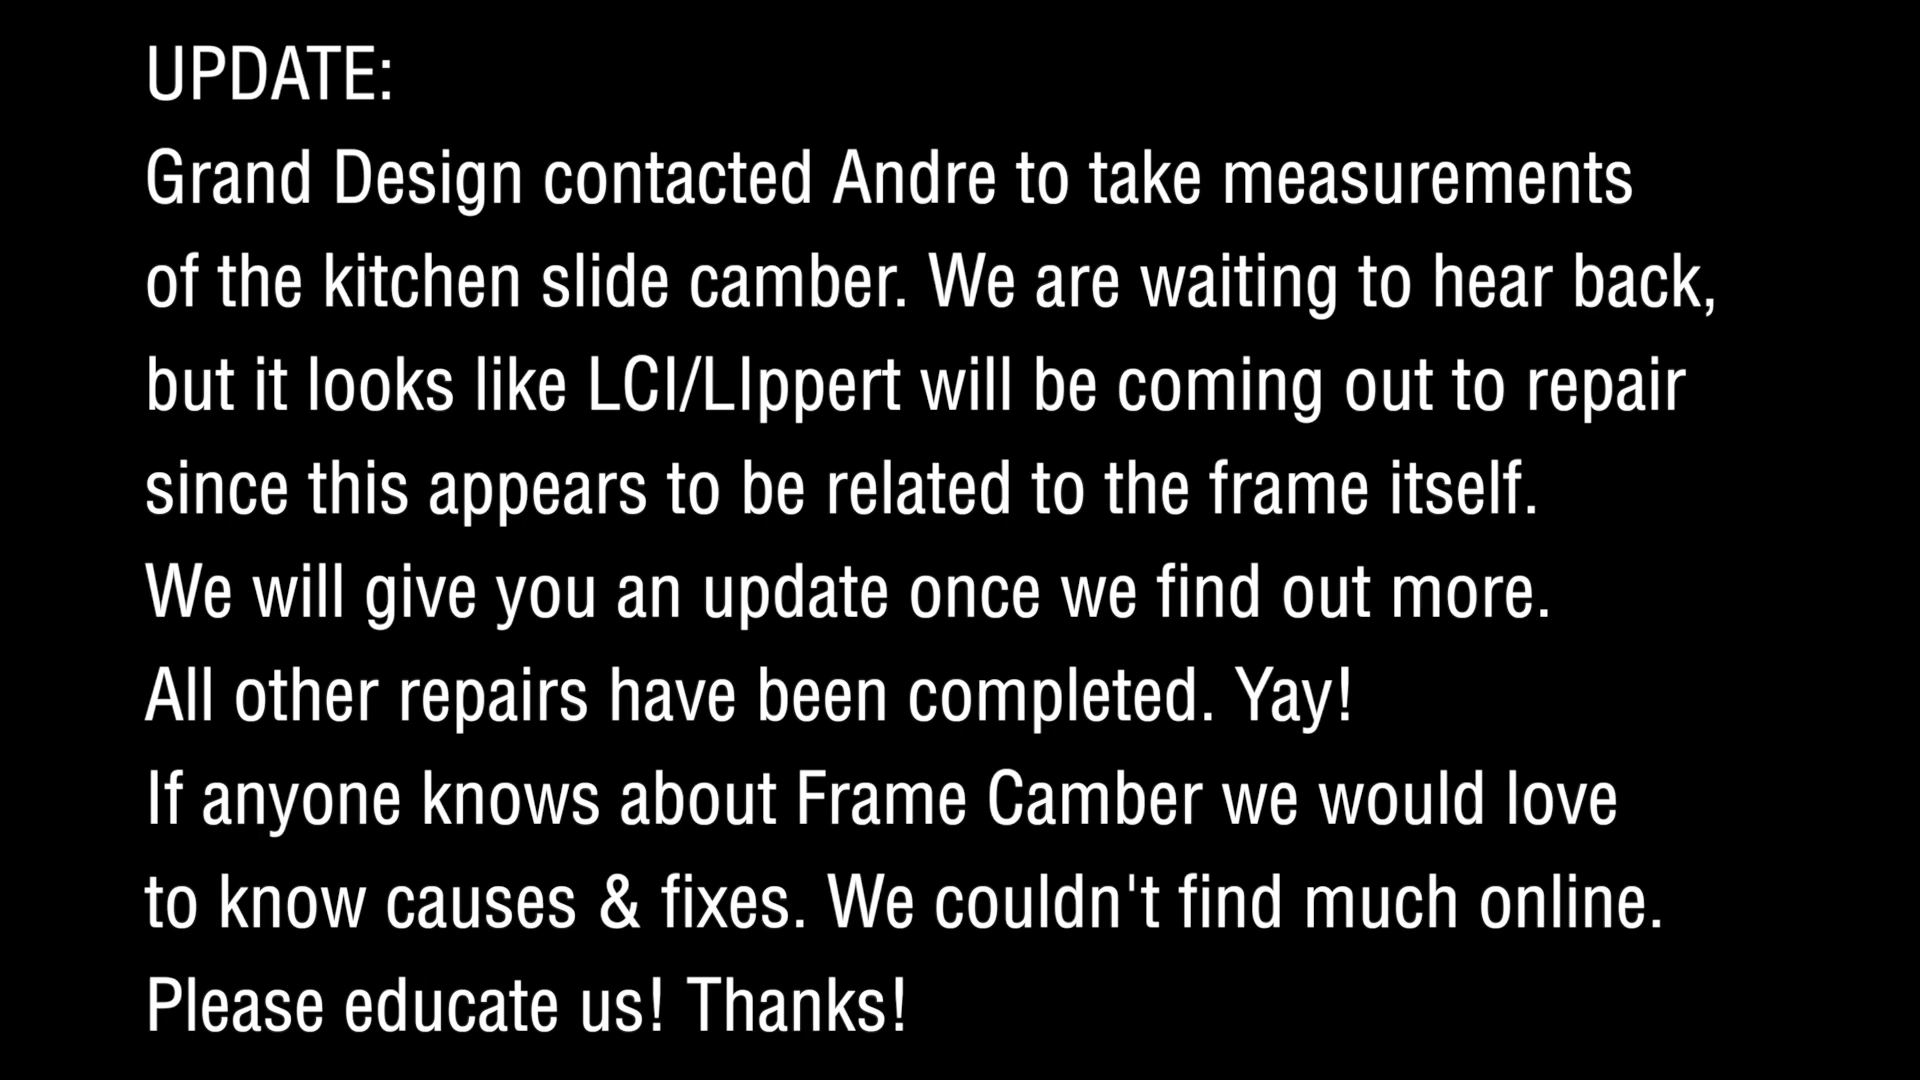 UPDATE:
Grand Design contacted Andre to take measurements
of the kitchen slide camber. We are waiting to hear back,
but it looks like LCI/LIppert will be coming out to repair
since this appears to be related to the frame itself.
We will give you an update once we find out more.
All other repairs have been completed. Yay!
If anyone knows about Frame Camber we would love
to know causes & fixes. We couldn't find much online.
Please educate us! Thanks!